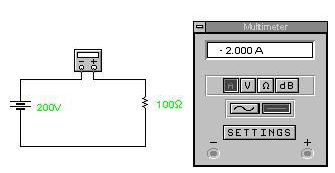 Multimeter
- 2.000 A
A V Ω dB
SETTINGS
- +
- +
200V
100Ω